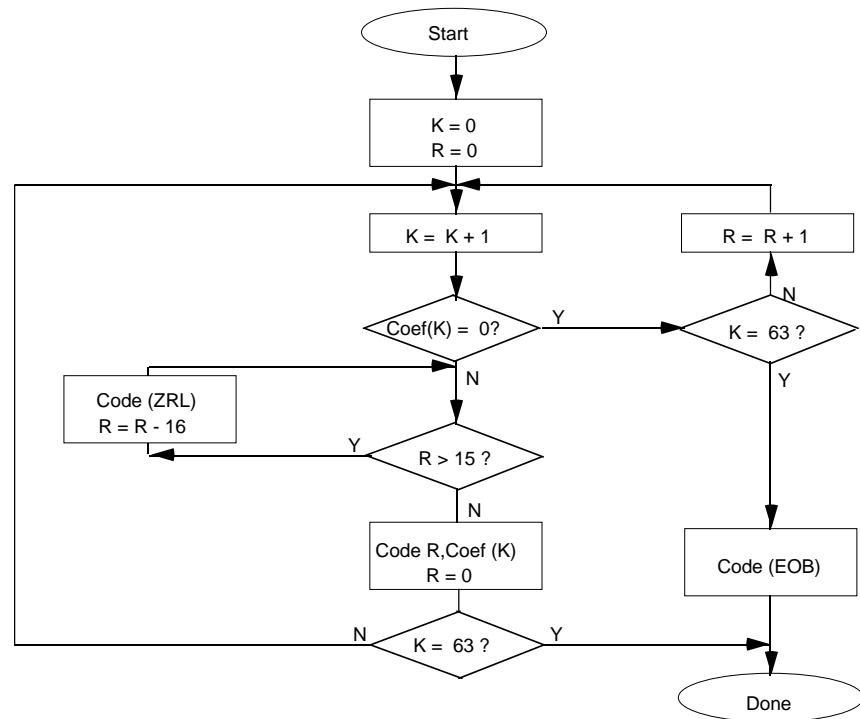 Start
K = 0
R = 0
K = K + 1
R = R + 1
N
Coef(K) = 0?
Y
K = 63 ?
N
Y
Code (ZRL)
R = R - 16
Y
R > 15 ?
N
Code R,Coef (K)
R = 0
Code (EOB)
N
K = 63 ?
Y
Done